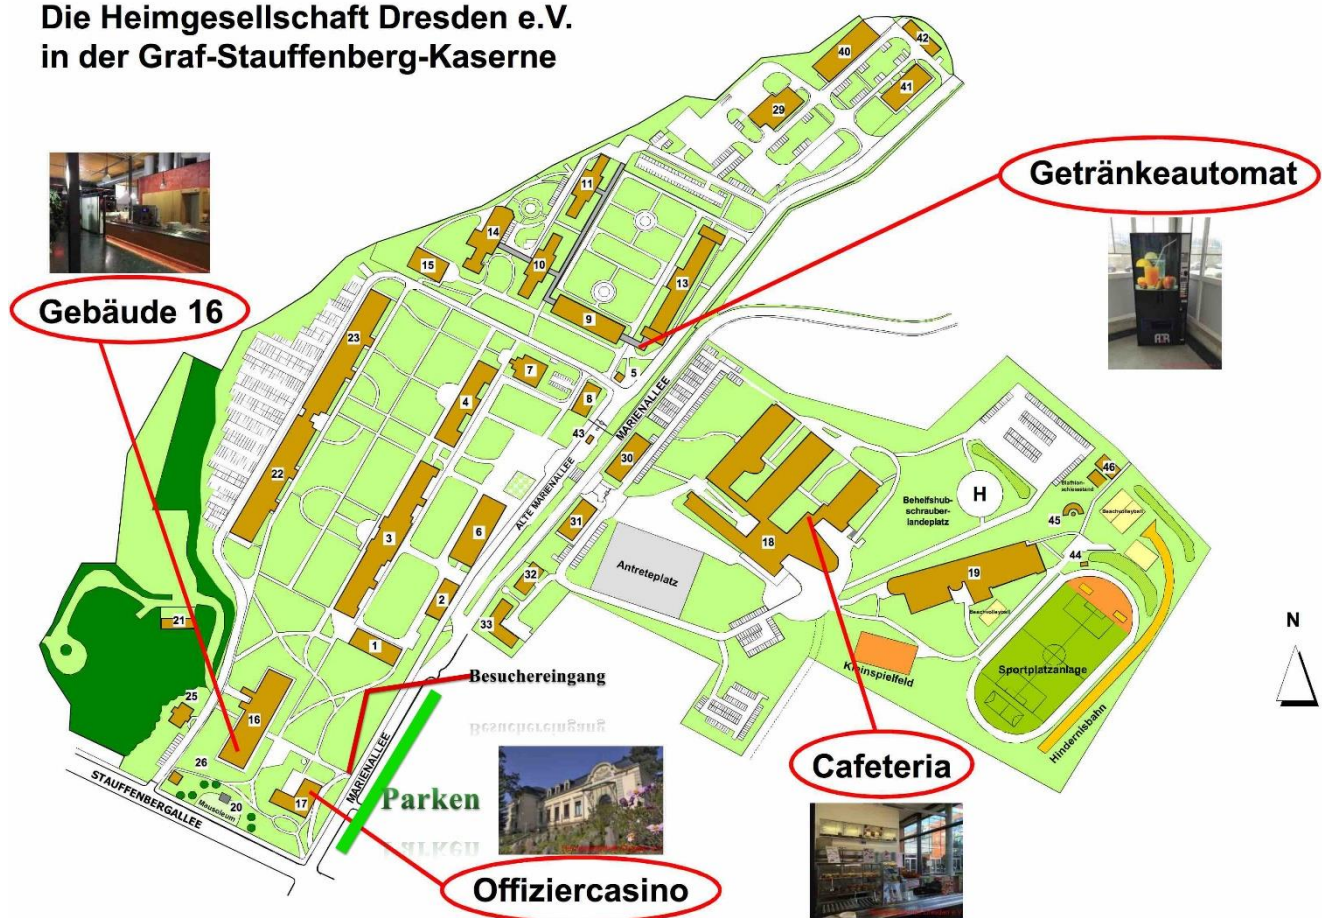 Die Heimgesellschaft Dresden e.V.
in der Graf-Stauffenberg-Kaserne
40
42
41
29
Getränkeautomat
11
14
15
10
13
Gebäude 16
9
23
7
5
4
8
MARIENALLEE
43
30
46
Behelfshub-
schrauber-
landeplatz
H
Beachvolleyball
45
22
ALTE MARIENALLEE
6
31
3
18
44
Antreteplatz
19
32
2
Beachvolleyball
33
21
1
N
Kleinspielfeld
Sportplatzanlage
Besuchereingang
25
16
Hindernisbahn
MARIENALLEE
26
Cafeteria
STAUFFENBERGALLEE
20
Mausoleum
17
Parken
Offiziercasino